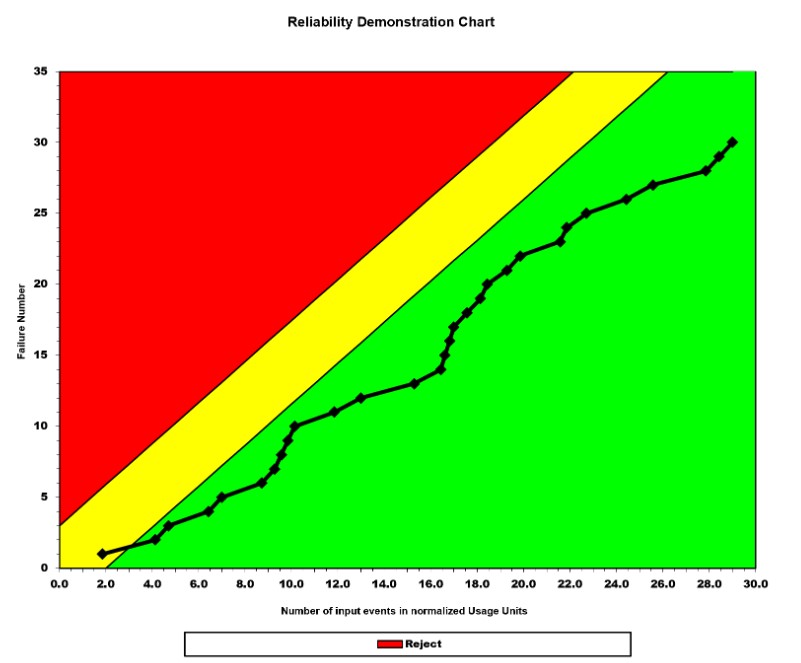 Reliability Demonstration Chart
35
30
25
20
15
10
5
0
Failure Number
0.0 2.0 4.0 6.0 8.0 10.0 12.0 14.0 16.0 18.0 20.0 22.0 24.0 26.0 28.0 30.0
Number of input events in normalized Usage Units
Reject